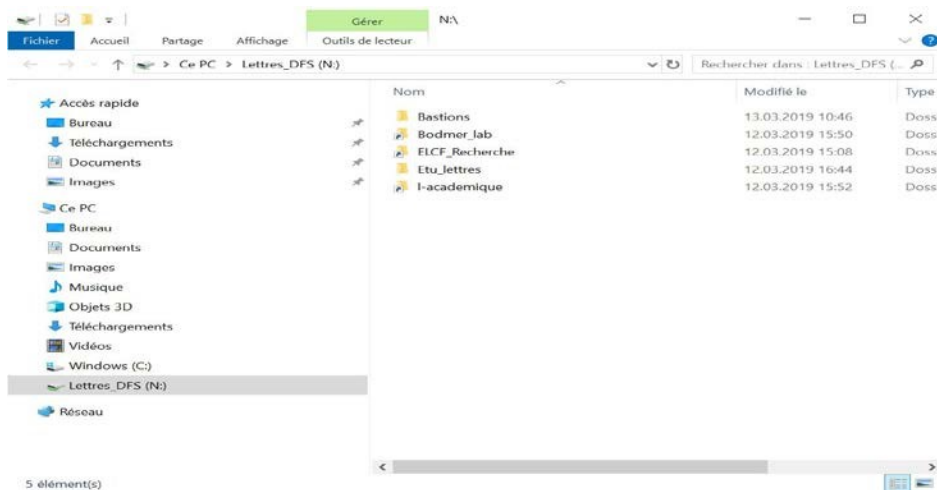 Gérer N:\
Fichier Accueil Partage Affichage Outils de lecteur
> Ce PC > Lettres_DFS (N:) Rechercher dans : Lettres_DFS (...
Accès rapide
Bureau
Téléchargements
Documents
Images
Ce PC
Bureau
Documents
Images
Musique
Objets 3D
Téléchargements
Vidéos
Windows (C:)
Lettres_DFS (N:)
Réseau
Nom Modifié le Type
Bastions 13.03.2019 10:46 Doss
Bodmer_lab 12.03.2019 15:50 Doss
ELCF_Recherche 12.03.2019 15:08 Doss
Etu_lettres 12.03.2019 16:44 Doss
l-academique 12.03.2019 15:52 Doss
5 élément(s)